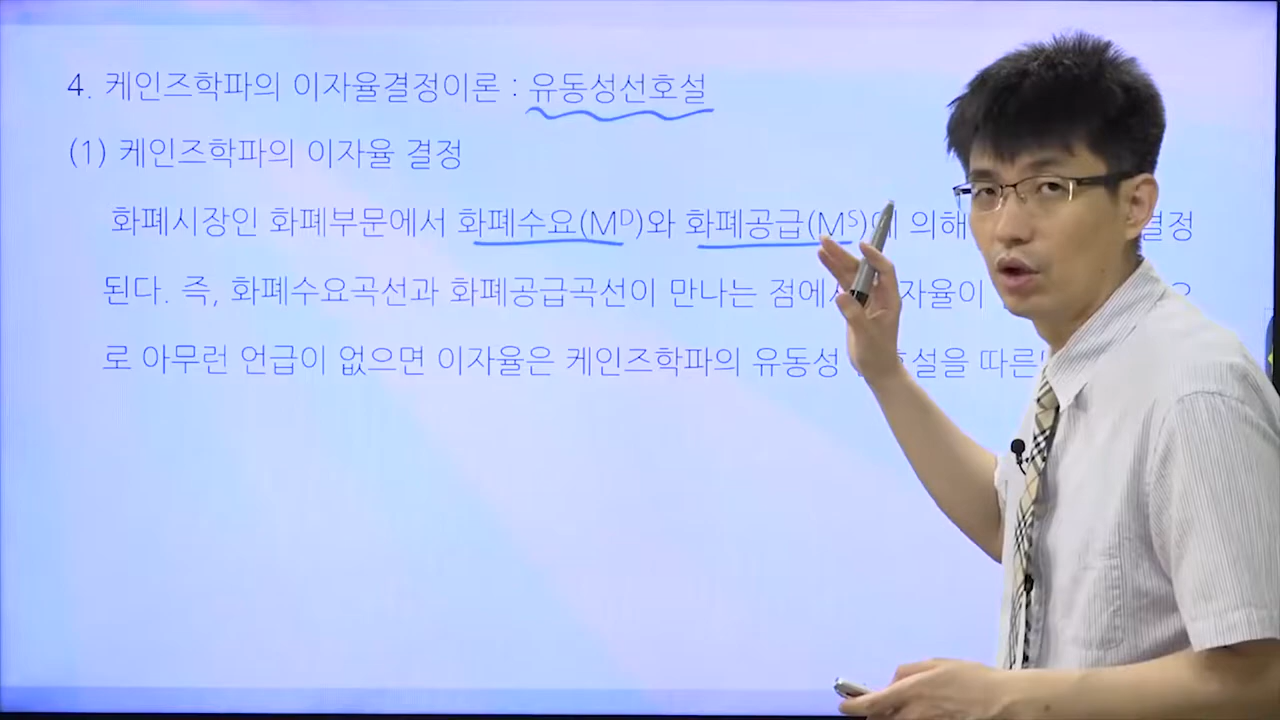 4. 케인즈학파의 이자율결정이론 : 유동성선호설
(1) 케인즈학파의 이자율 결정
화폐시장인 화폐부문에서 화폐수요(Mᴰ)와 화폐공급(Mˢ)에 의해 결정
된다. 즉, 화폐수요곡선과 화폐공급곡선이 만나는 점에서 이자율이
로 아무런 언급이 없으면 이자율은 케인즈학파의 유동성 선호설을 따른